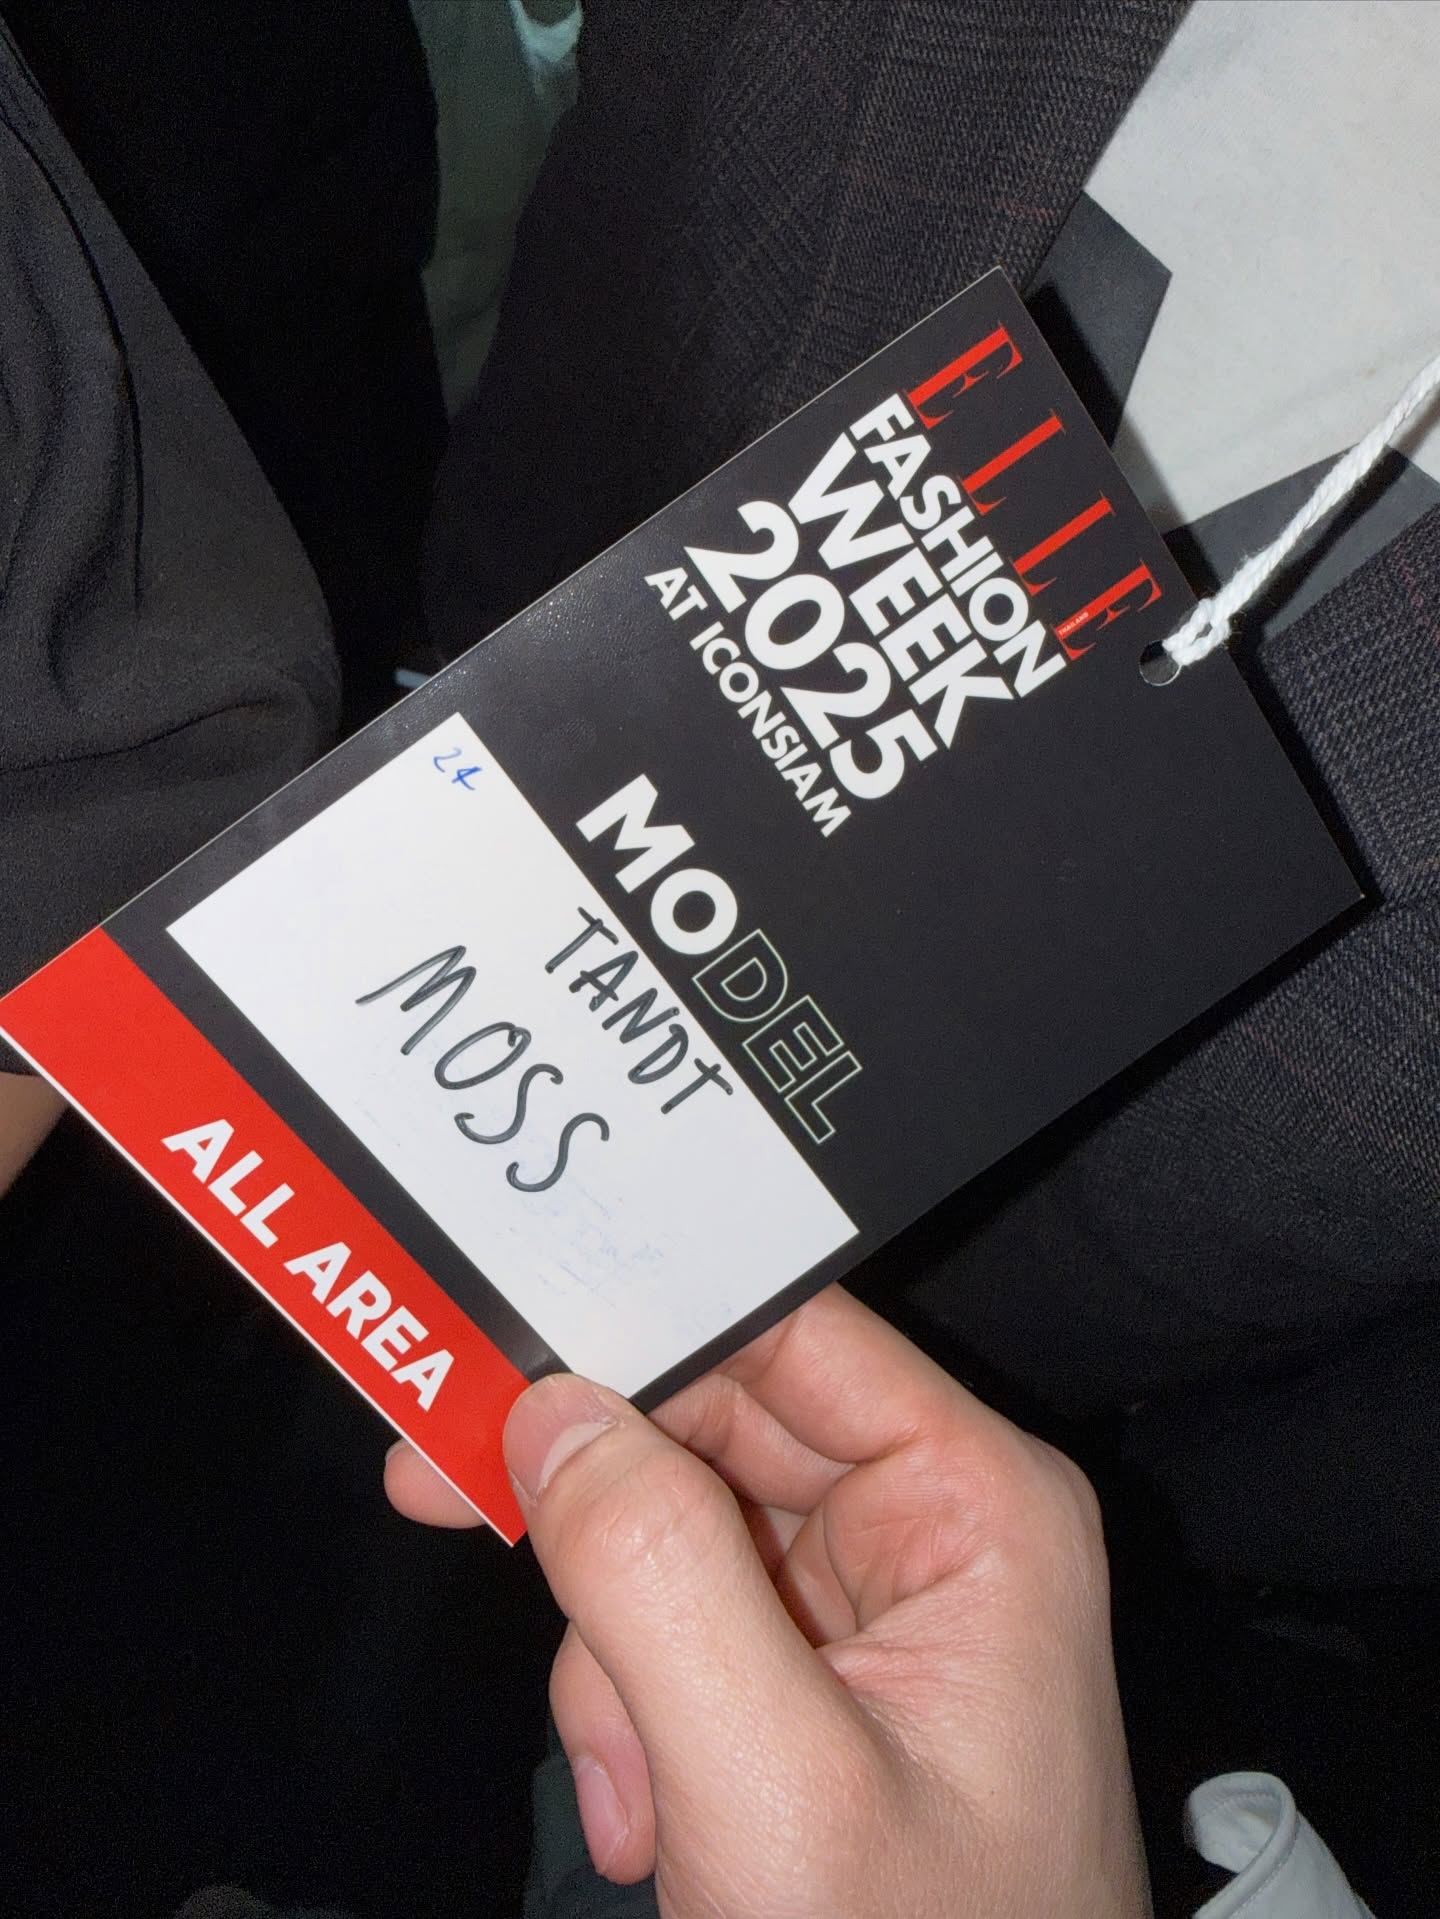 ELLE
THAILAND
FASHION
WEEK
2025
AT ICONSIAM
MODEL
TANDT
MOSS
24
ALL AREA